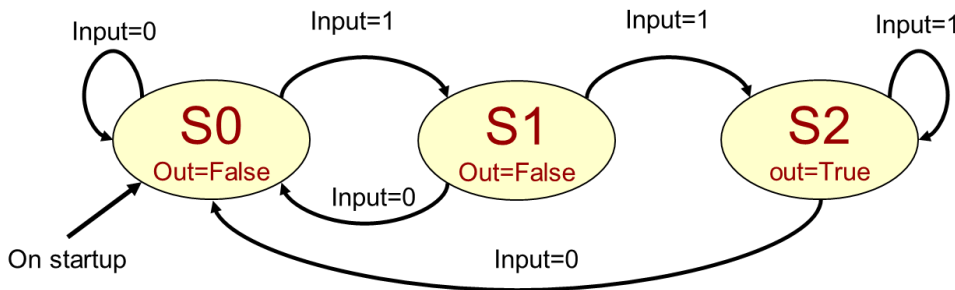 Input=0
Input=1
Input=1
Input=1
S0
Out=False
S1
Out=False
S2
out=True
Input=0
On startup
Input=0